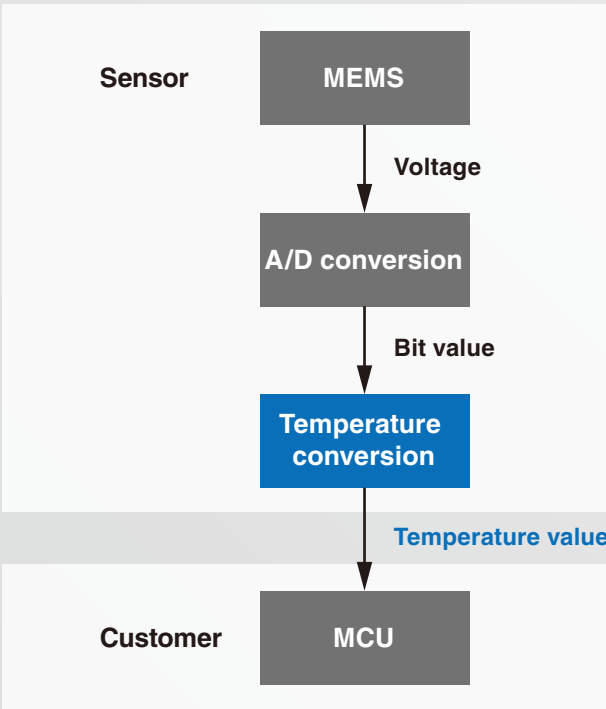 Sensor
MEMS
Voltage
A/D conversion
Bit value
Temperature
conversion
Temperature value
Customer
MCU